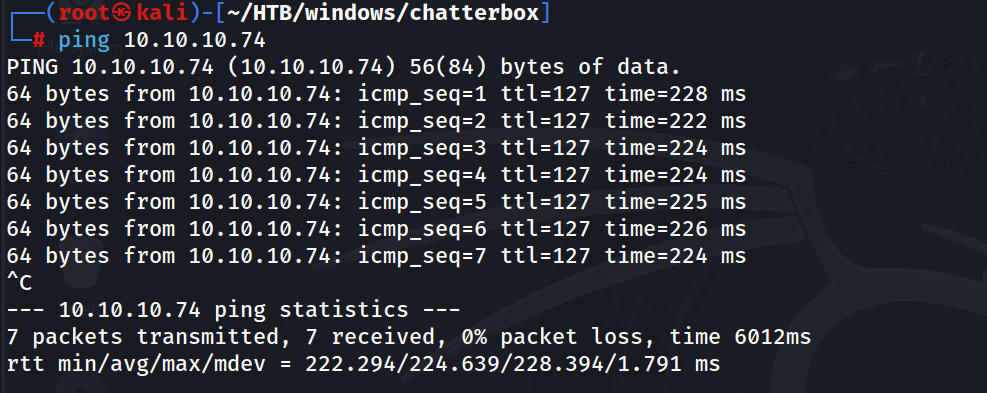 ┌──(root㉿kali)-[~/HTB/windows/chatterbox]
└─# ping 10.10.10.74
PING 10.10.10.74 (10.10.10.74) 56(84) bytes of data.
64 bytes from 10.10.10.74: icmp_seq=1 ttl=127 time=228 ms
64 bytes from 10.10.10.74: icmp_seq=2 ttl=127 time=222 ms
64 bytes from 10.10.10.74: icmp_seq=3 ttl=127 time=224 ms
64 bytes from 10.10.10.74: icmp_seq=4 ttl=127 time=224 ms
64 bytes from 10.10.10.74: icmp_seq=5 ttl=127 time=225 ms
64 bytes from 10.10.10.74: icmp_seq=6 ttl=127 time=226 ms
64 bytes from 10.10.10.74: icmp_seq=7 ttl=127 time=224 ms
^C
--- 10.10.10.74 ping statistics ---
7 packets transmitted, 7 received, 0% packet loss, time 6012ms
rtt min/avg/max/mdev = 222.294/224.639/228.394/1.791 ms